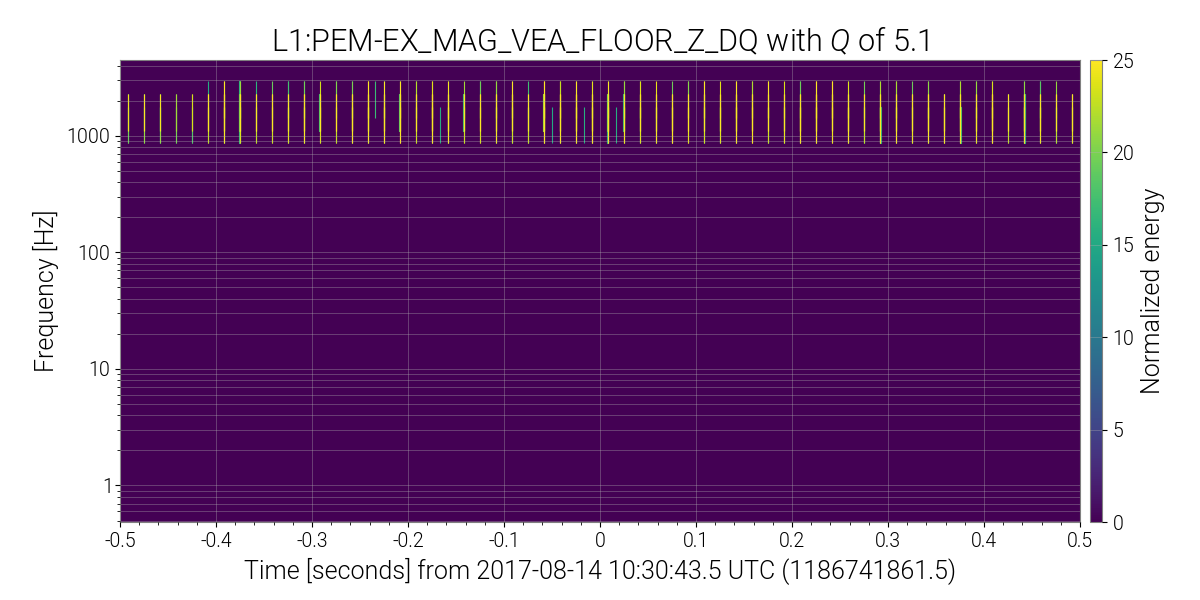 L1:PEM-EX_MAG_VEA_FLOOR_Z_DQ with Q of 5.1
25
20
15
10
5
0
Normalized energy
1000
100
10
1
Frequency [Hz]
-0.5 -0.4 -0.3 -0.2 -0.1 0 0.1 0.2 0.3 0.4 0.5
Time [seconds] from 2017-08-14 10:30:43.5 UTC (1186741861.5)